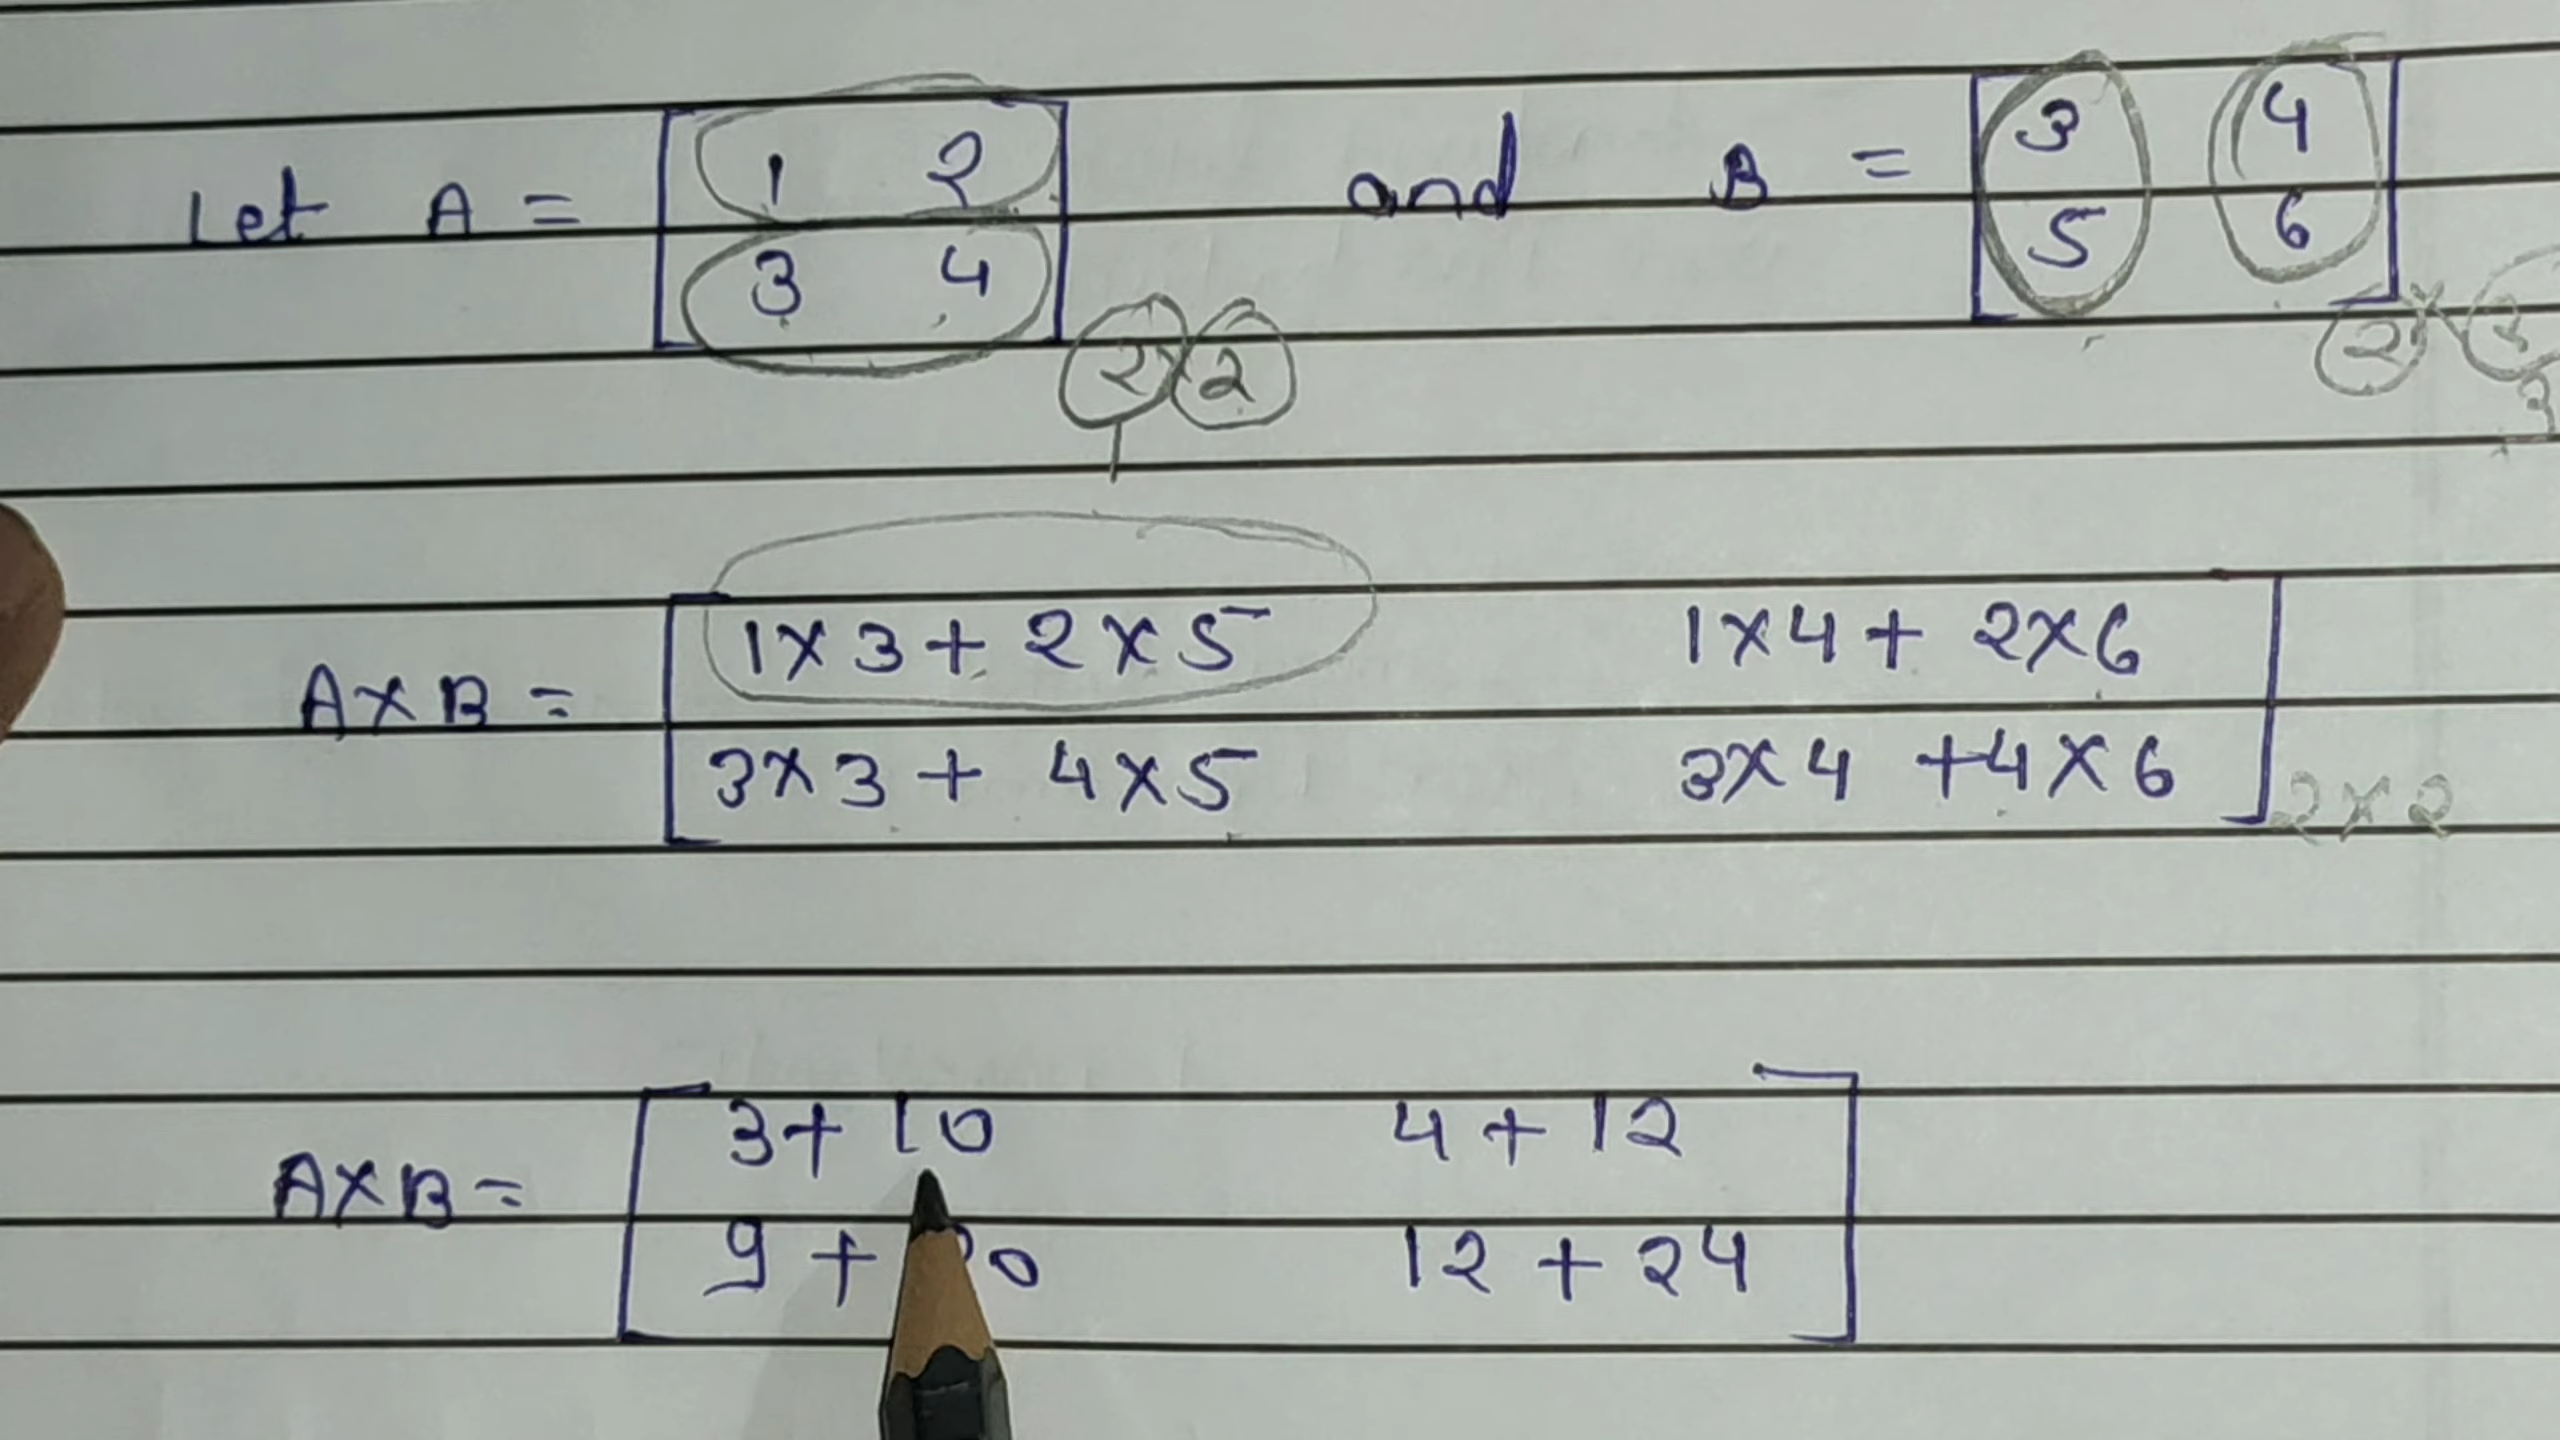 Let A = [ 1 2 and B = [ 3 4
3 4 ] 5 6 ]
2×2 2×
A×B = [ 1×3+2×5 1×4+2×6
3×3+4×5 3×4+4×6 ] 2×2
A×B = [ 3+10 4+12
9+ 0 12+24 ]